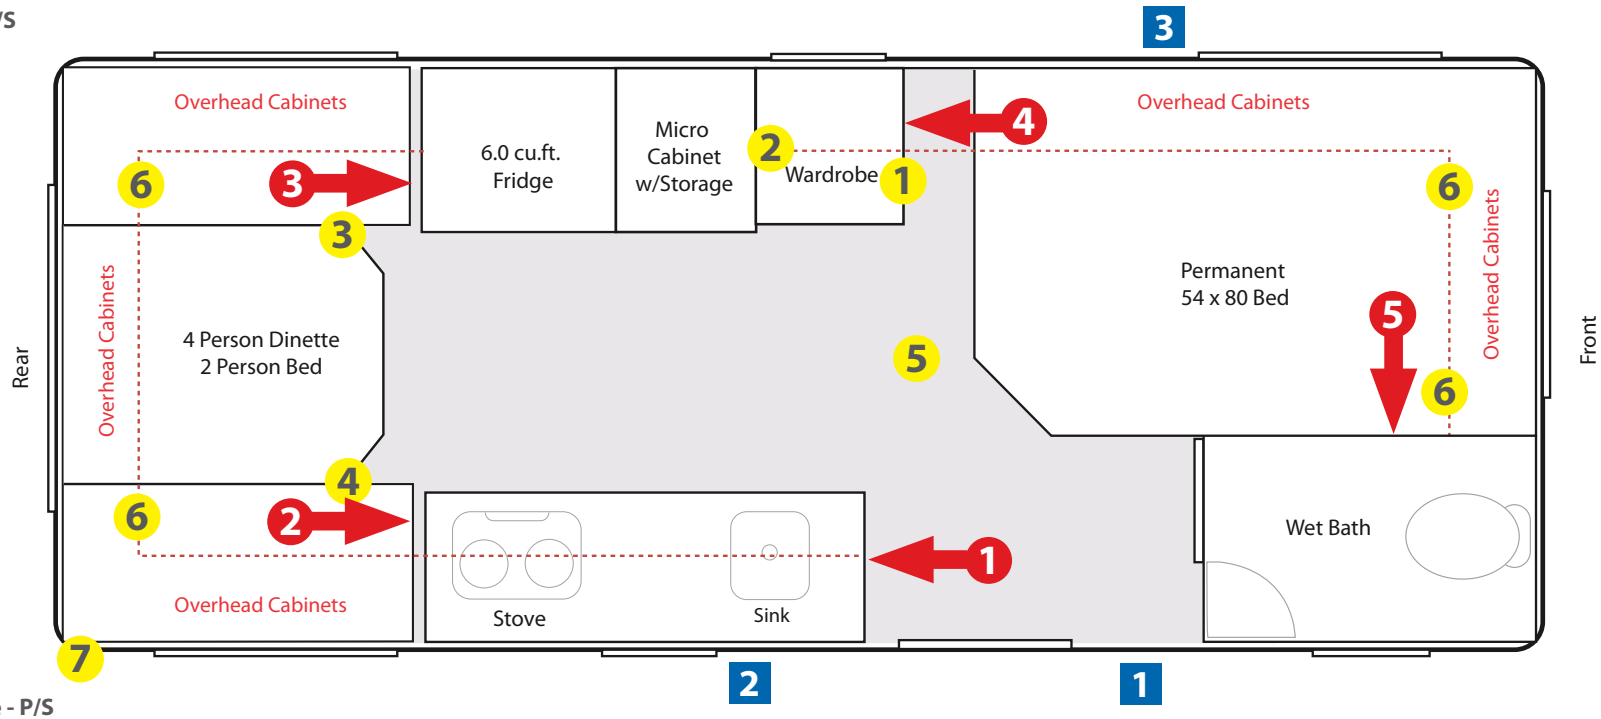 /S
3
Overhead Cabinets
Overhead Cabinets
6.0 cu.ft.
Fridge
Micro
Cabinet
w/Storage
2
Wardrobe
1
4
6
3
6
3
Overhead Cabinets
Permanent
54 x 80 Bed
5
Overhead Cabinets
4 Person Dinette
2 Person Bed
5
6
Rear
Front
4
6
2
1
Wet Bath
Overhead Cabinets
Stove
Sink
7
2
1
- P/S